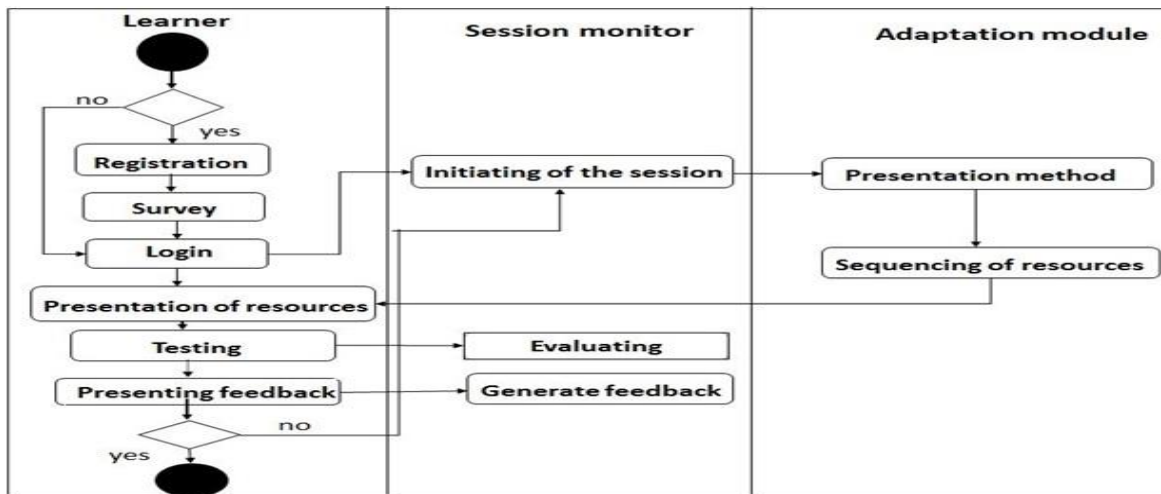 Learner
Session monitor
Adaptation module
no
yes
Registration
Survey
Login
Initiating of the session
Presentation method
Sequencing of resources
Presentation of resources
Testing
Evaluating
Presenting feedback
Generate feedback
no
yes